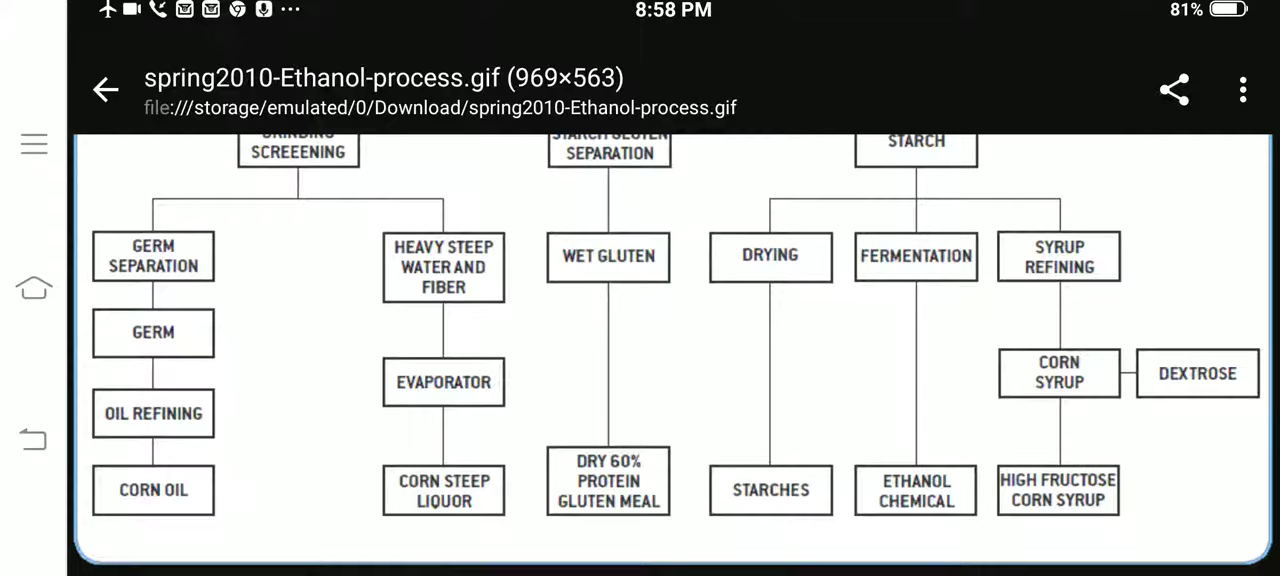 8:58 PM
81%
spring2010-Ethanol-process.gif (969×563)
file:///storage/emulated/0/Download/spring2010-Ethanol-process.gif
GRINDING
SCREEENING
STARCH GLUTEN
SEPARATION
STARCH
GERM
SEPARATION
HEAVY STEEP
WATER AND
FIBER
WET GLUTEN
DRYING
FERMENTATION
SYRUP
REFINING
GERM
CORN
SYRUP
DEXTROSE
EVAPORATOR
OIL REFINING
CORN OIL
CORN STEEP
LIQUOR
DRY 60%
PROTEIN
GLUTEN MEAL
STARCHES
ETHANOL
CHEMICAL
HIGH FRUCTOSE
CORN SYRUP